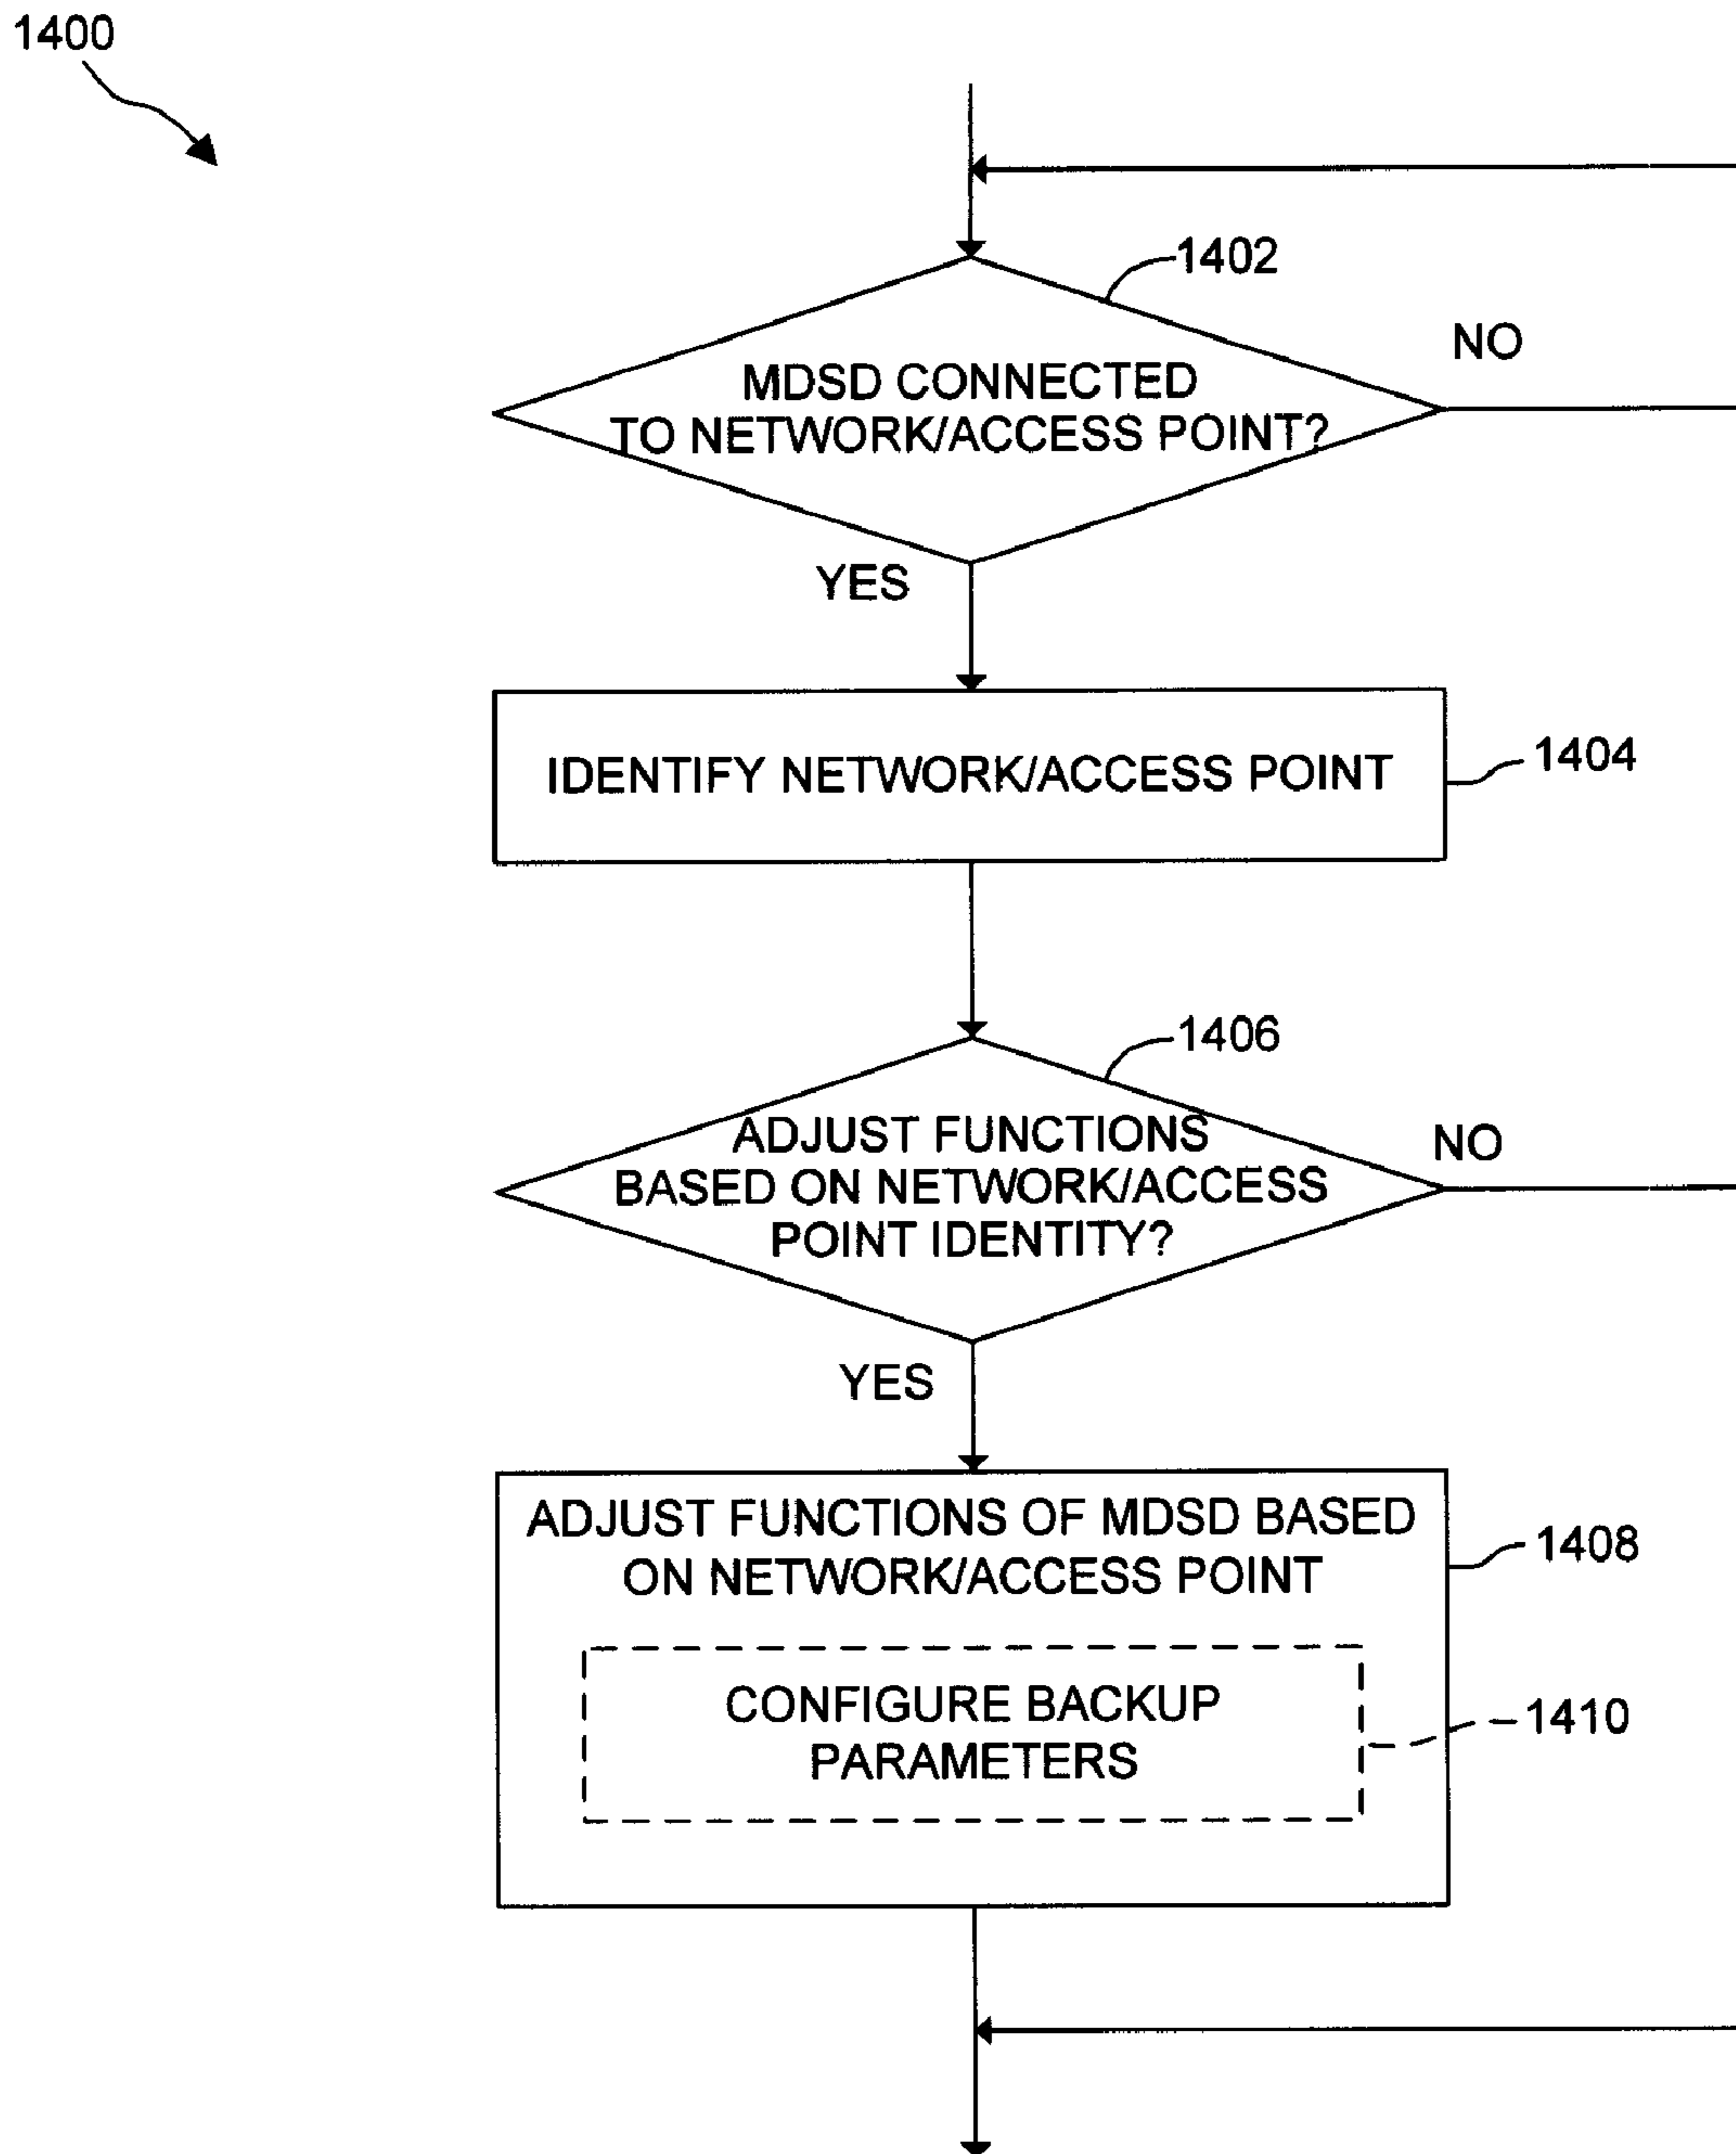 1400
1402
MDSD CONNECTED
TO NETWORK/ACCESS POINT?
NO
YES
IDENTIFY NETWORK/ACCESS POINT
1404
1406
ADJUST FUNCTIONS
BASED ON NETWORK/ACCESS
POINT IDENTITY?
NO
YES
ADJUST FUNCTIONS OF MDSD BASED
ON NETWORK/ACCESS POINT
1408
CONFIGURE BACKUP
PARAMETERS
1410